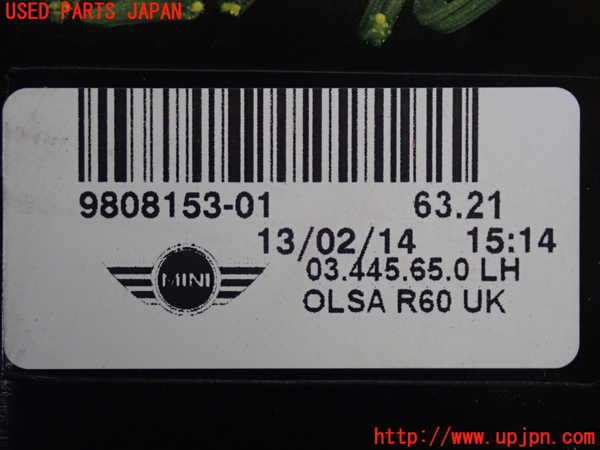 USED PARTS JAPAN
9808153-01 63.21
13/02/14 15:14
MINI
03.445.65.0 LH
OLSA R60 UK
http://www.upjpn.com/